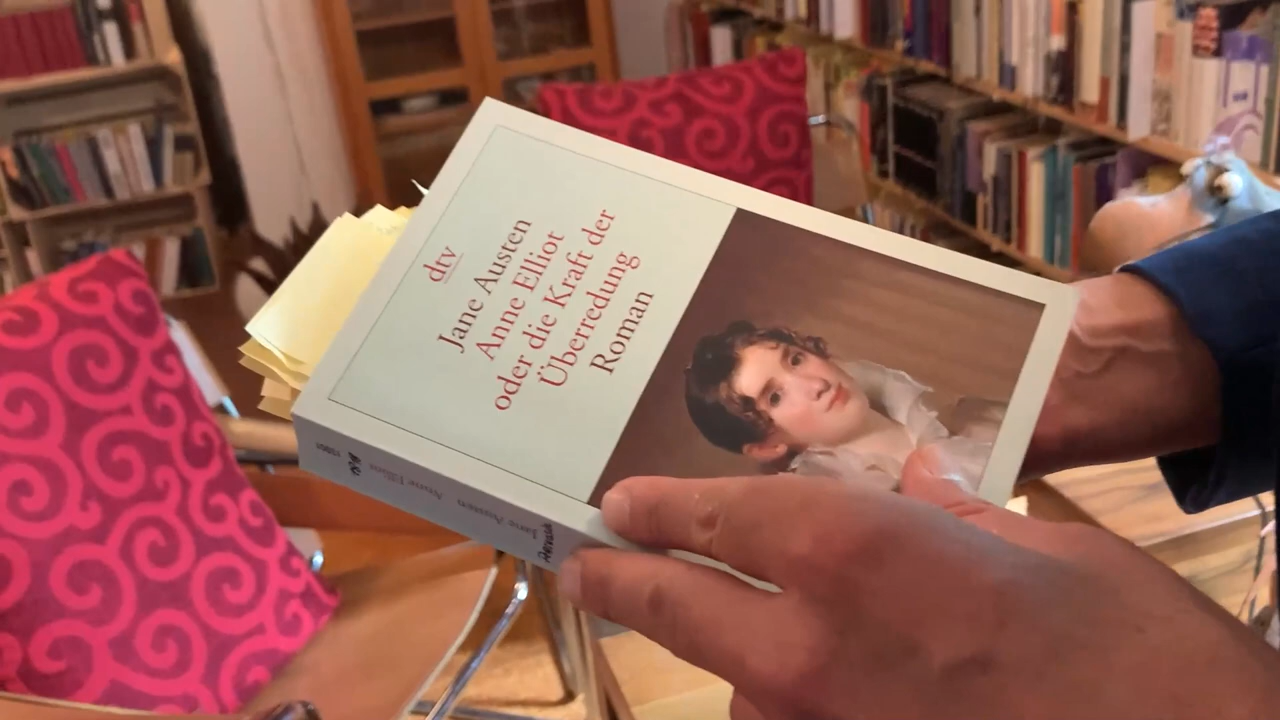 dtv
Jane Austen
Anne Elliot
oder die Kraft der
Überredung
Roman
Jane Austen Anne Elliot